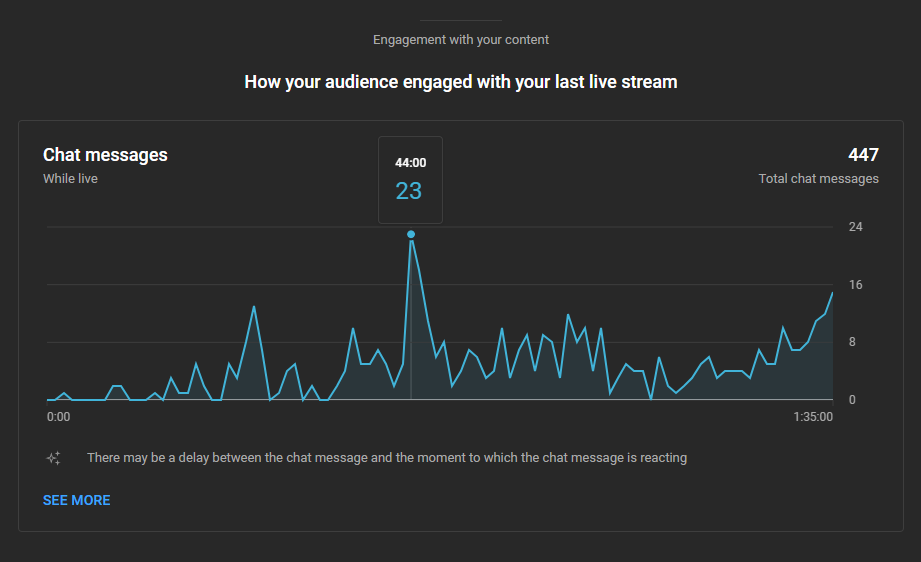 Engagement with your content
How your audience engaged with your last live stream
Chat messages
While live
44:00
23
447
Total chat messages
24
16
8
0
0:00
1:35:00
There may be a delay between the chat message and the moment to which the chat message is reacting
SEE MORE